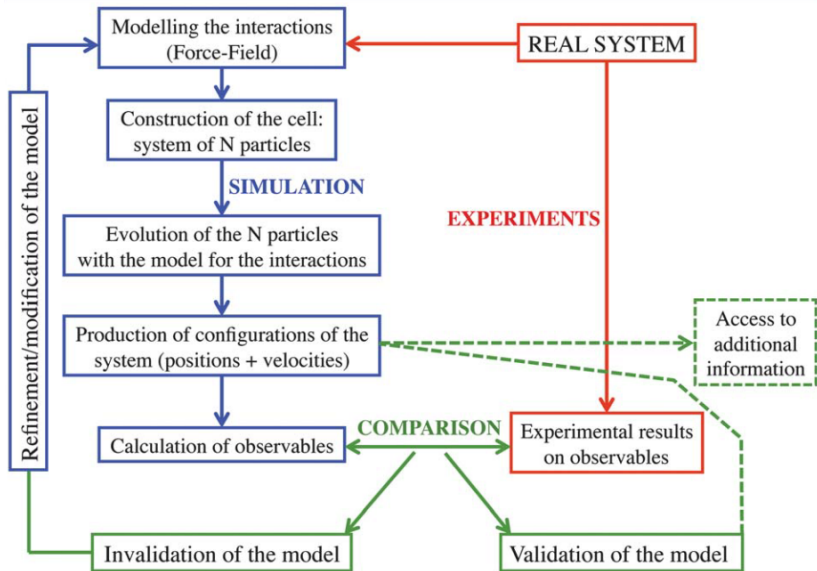 Modelling the interactions
(Force-Field)
REAL SYSTEM
Construction of the cell:
system of N particles
SIMULATION
EXPERIMENTS
Evolution of the N particles
with the model for the interactions
Production of configurations of the
system (positions + velocities)
Access to
additional
information
Refinement/modification of the model
COMPARISON
Calculation of observables
Experimental results
on observables
Invalidation of the model
Validation of the model